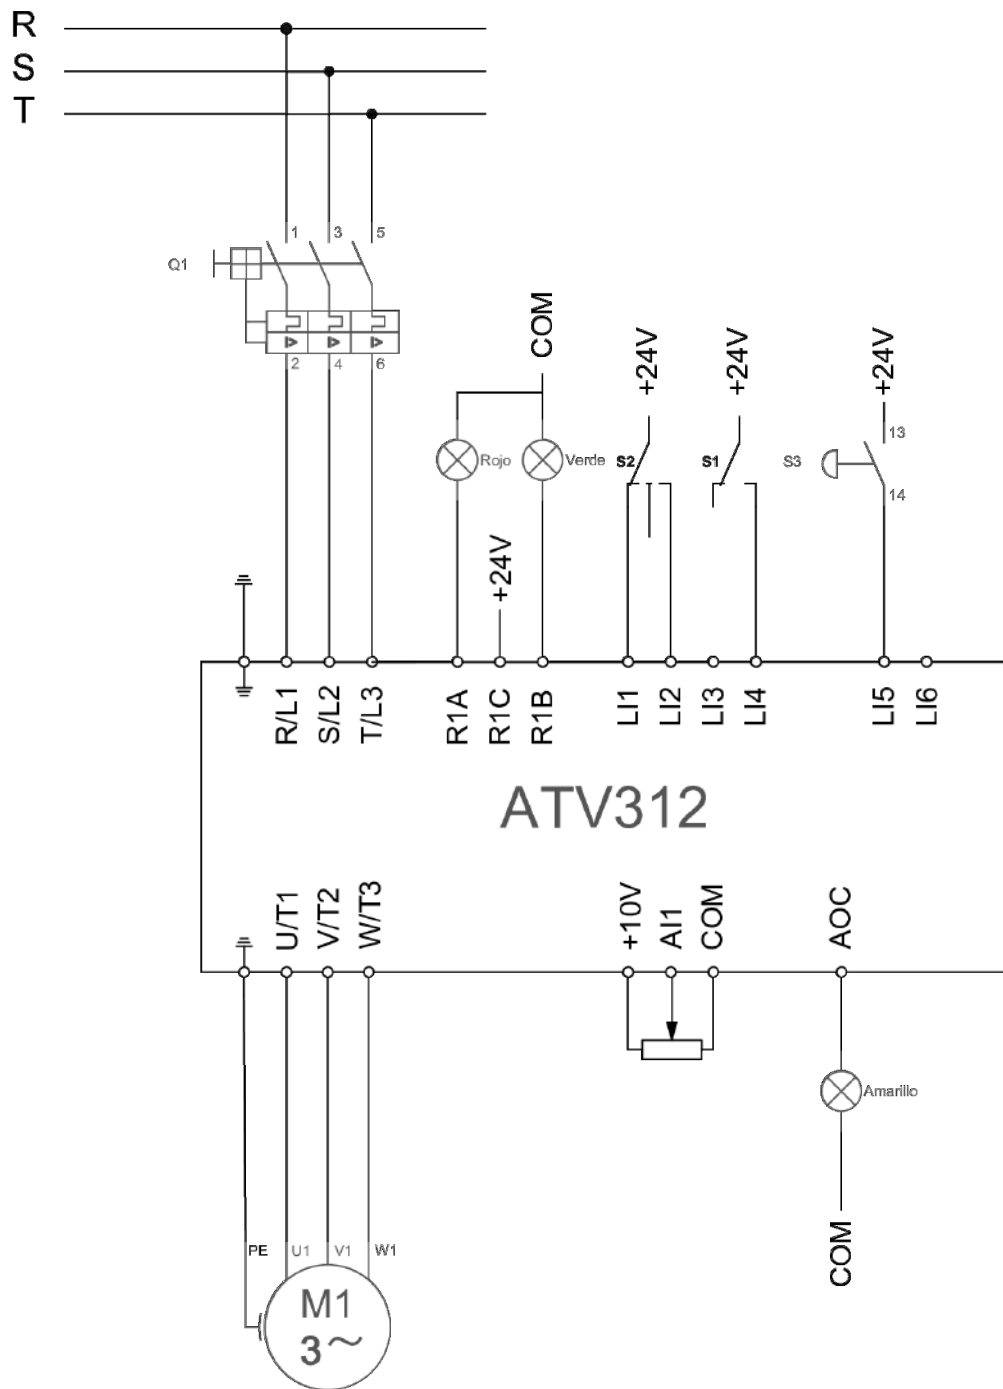 R
S
T
1 3 5
Q1
2 4 6
COM
+24V
+24V
+24V
13
Rojo
Verde
S2
S1
S3
14
+24V
R/L1
S/L2
T/L3
R1A
R1C
R1B
LI1
LI2
LI3
LI4
LI5
LI6
ATV312
U/T1
V/T2
W/T3
+10V
AI1
COM
AOC
Amarillo
COM
PE U1 V1 W1
M1
3~